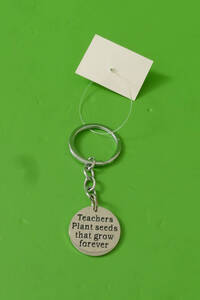 Teachers
Plant seeds
that grow
forever